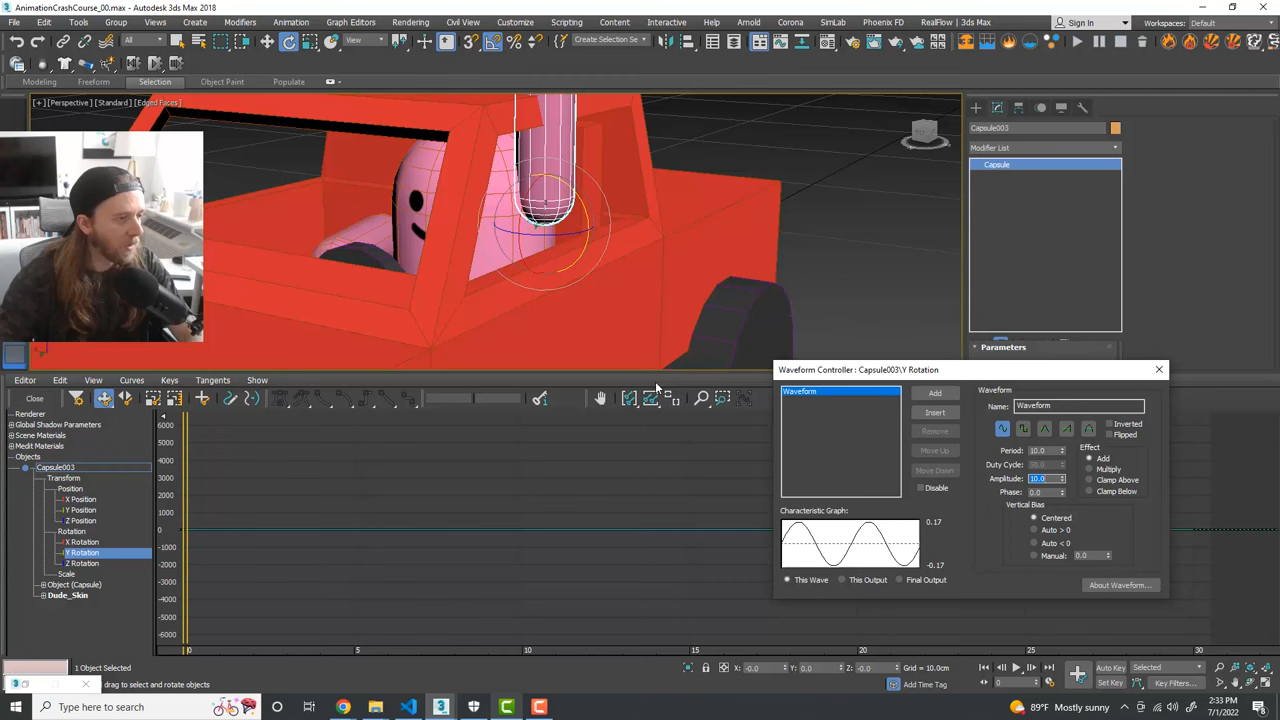 AnimationCrashCourse_00.max - Autodesk 3ds Max 2018
File Edit Tools Group Views Create Modifiers Animation Graph Editors Rendering Civil View Customize Scripting Content Interactive Help Arnold Corona SimLab Phoenix FD RealFlow | 3ds Max Sign In Workspaces: Default
All View Create Selection Se
Modeling Freeform Selection Object Paint Populate
[+] [Perspective] [Standard] [Edged Faces]
Capsule003
Modifier List
Capsule
Parameters
Editor Edit View Curves Keys Tangents Show
Close
Renderer
Global Shadow Parameters
Scene Materials
Medit Materials
Objects
Capsule003
Transform
Position
X Position
Y Position
Z Position
Rotation
X Rotation
Y Rotation
Z Rotation
Scale
Object (Capsule)
Dude_Skin
6000
5000
4000
3000
2000
1000
0
-1000
-2000
-3000
-4000
-5000
-6000
0 5 10 15 20 25 30
Waveform Controller : Capsule003\Y Rotation
Waveform
Add
Insert
Remove
Move Up
Move Down
Disable
Characteristic Graph:
0.17
-0.17
This Wave This Output Final Output
Waveform
Name: Waveform
Inverted
Flipped
Period: 10.0
Duty Cycle: 50.0
Amplitude: 10.0
Phase: 0.0
Effect
Add
Multiply
Clamp Above
Clamp Below
Vertical Bias
Centered
Auto > 0
Auto < 0
Manual: 0.0
About Waveform...
1 Object Selected
drag to select and rotate objects
X: -0.0 Y: 0.0 Z: -0.0 Grid = 10.0cm
Add Time Tag
0
Auto Key Selected
Set Key Key Filters...
Type here to search
89°F Mostly sunny
2:33 PM
7/1/2022